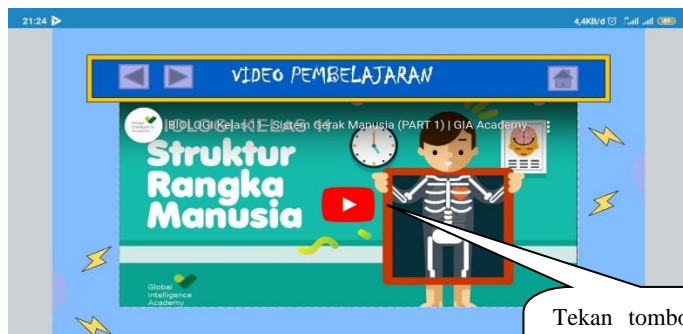 21:24
4,4KB/d
89
VIDEO PEMBELAJARAN
BIOLOGI Kelas 11 - Sistem Gerak Manusia (PART 1) | GIA Academy
Struktur
Rangka
Manusia
Global
Intelligence
Academy
Tekan tombo